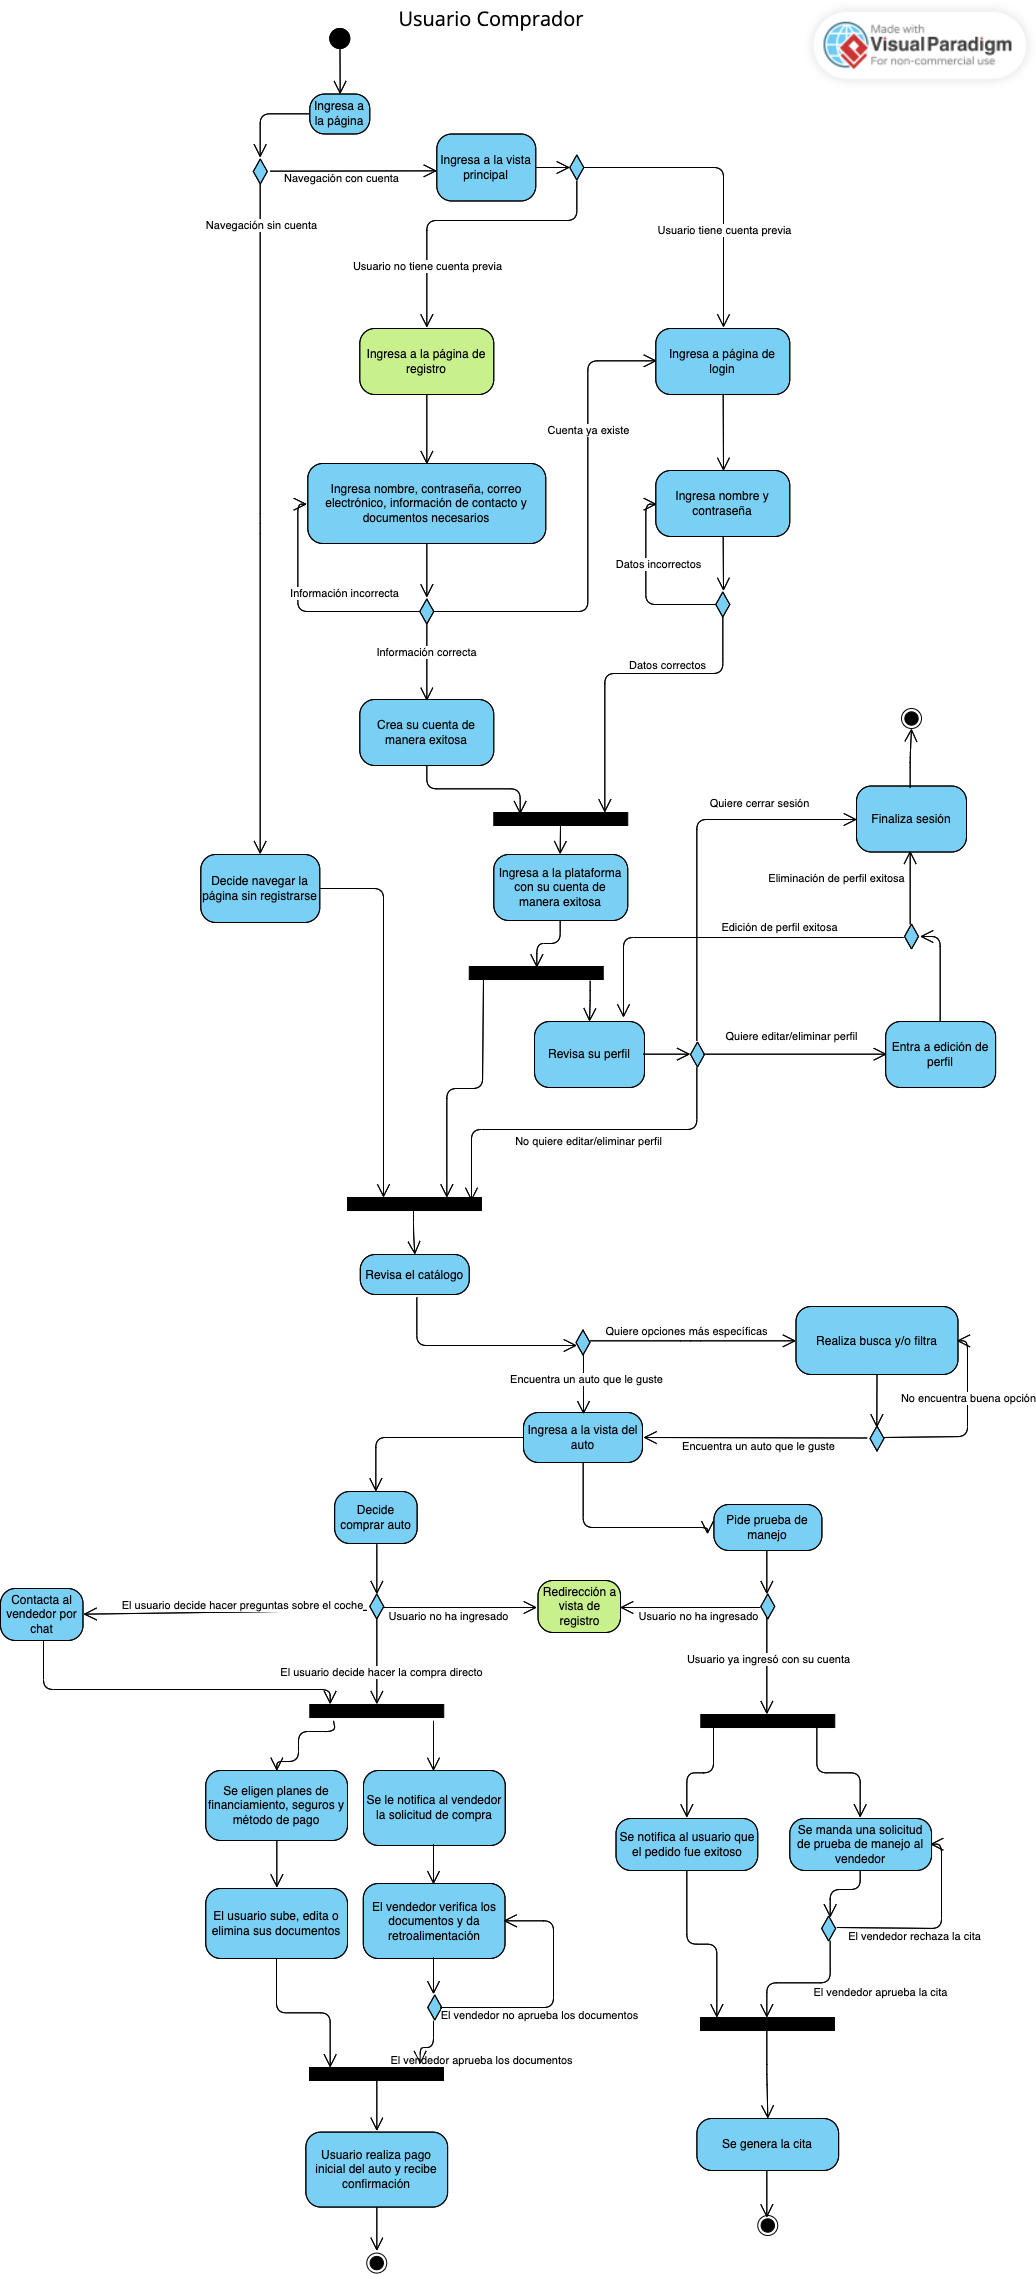 Usuario Comprador
Made with
VisualParadigm
For non-commercial use
Ingresa a
la página
Navegación con cuenta
Ingresa a la vista
principal
Navegación sin cuenta
Usuario tiene cuenta previa
Usuario no tiene cuenta previa
Ingresa a la página de
registro
Ingresa a página de
login
Cuenta ya existe
Ingresa nombre, contraseña, correo
electrónico, información de contacto y
documentos necesarios
Ingresa nombre y
contraseña
Datos incorrectos
Información incorrecta
Información correcta
Datos correctos
Crea su cuenta de
manera exitosa
Quiere cerrar sesión
Finaliza sesión
Decide navegar la
página sin registrarse
Ingresa a la plataforma
con su cuenta de
manera exitosa
Eliminación de perfil exitosa
Edición de perfil exitosa
Revisa su perfil
Quiere editar/eliminar perfil
Entra a edición de
perfil
No quiere editar/eliminar perfil
Revisa el catálogo
Quiere opciones más específicas
Realiza busca y/o filtra
Encuentra un auto que le guste
No encuentra buena opción
Ingresa a la vista del
auto
Encuentra un auto que le guste
Decide
comprar auto
Pide prueba de
manejo
Contacta al
vendedor por
chat
El usuario decide hacer preguntas sobre el coche
Usuario no ha ingresado
Redirección a
vista de
registro
Usuario no ha ingresado
El usuario decide hacer la compra directo
Usuario ya ingresó con su cuenta
Se eligen planes de
financiamiento, seguros y
método de pago
Se le notifica al vendedor
la solicitud de compra
Se notifica al usuario que
el pedido fue exitoso
Se manda una solicitud
de prueba de manejo al
vendedor
El usuario sube, edita o
elimina sus documentos
El vendedor verifica los
documentos y da
retroalimentación
El vendedor rechaza la cita
El vendedor aprueba la cita
El vendedor no aprueba los documentos
El vendedor aprueba los documentos
Usuario realiza pago
inicial del auto y recibe
confirmación
Se genera la cita